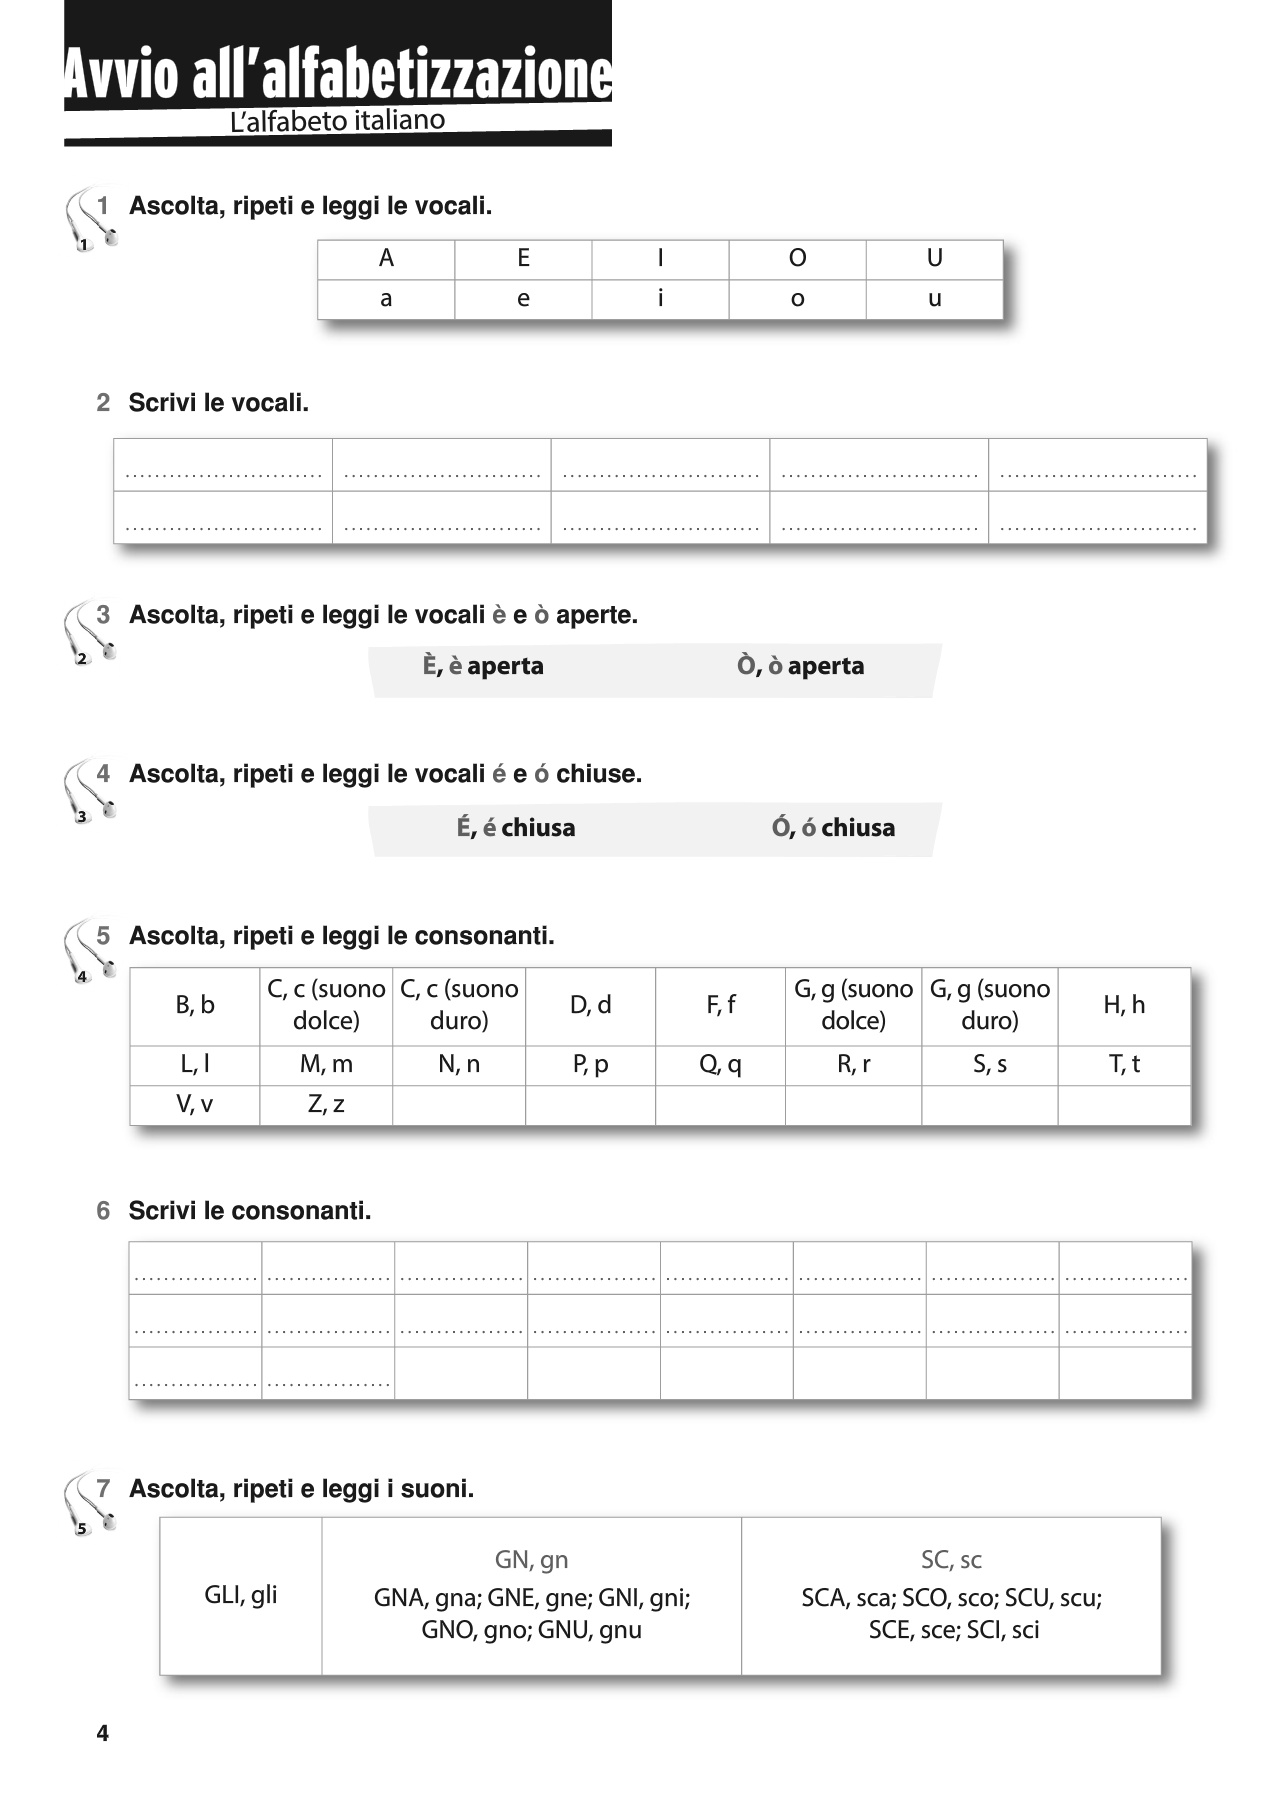 Avvio all'alfabetizzazione
L'alfabeto italiano
1 Ascolta, ripeti e leggi le vocali.
1
A E I O U
a e i o u
2 Scrivi le vocali.
.......................... .......................... .......................... .......................... ..........................
.......................... .......................... .......................... .......................... ..........................
3 Ascolta, ripeti e leggi le vocali è e ò aperte.
2
È, è aperta Ò, ò aperta
4 Ascolta, ripeti e leggi le vocali é e ó chiuse.
3
É, é chiusa Ó, ó chiusa
5 Ascolta, ripeti e leggi le consonanti.
4
B, b C, c (suono dolce) C, c (suono duro) D, d F, f G, g (suono dolce) G, g (suono duro) H, h
L, l M, m N, n P, p Q, q R, r S, s T, t
V, v Z, z
6 Scrivi le consonanti.
................. ................. ................. ................. ................. ................. ................. .................
................. ................. ................. ................. ................. ................. ................. .................
................. .................
7 Ascolta, ripeti e leggi i suoni.
5
GLI, gli
GN, gn
GNA, gna; GNE, gne; GNI, gni;
GNO, gno; GNU, gnu
SC, sc
SCA, sca; SCO, sco; SCU, scu;
SCE, sce; SCI, sci
4